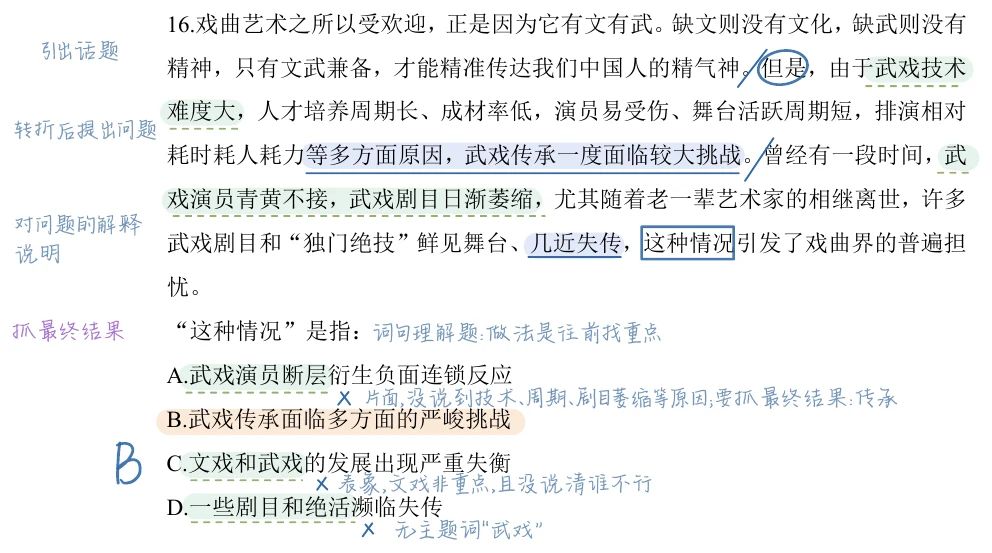 16.戏曲艺术之所以受欢迎，正是因为它有文有武。缺文则没有文化，缺武则没有
引出话题
精神，只有文武兼备，才能精准传达我们中国人的精气神。但是，由于武戏技术
难度大，人才培养周期长、成材率低，演员易受伤、舞台活跃周期短，排演相对
转折后提出问题
耗时耗人耗力等多方面原因，武戏传承一度面临较大挑战。曾经有一段时间，武
戏演员青黄不接，武戏剧目日渐萎缩，尤其随着老一辈艺术家的相继离世，许多
对问题的解释
说明
武戏剧目和“独门绝技”鲜见舞台、几近失传，这种情况引发了戏曲界的普遍担
忧。
抓最终结果
“这种情况”是指：词句理解题:做法是往前找重点
A.武戏演员断层衍生负面连锁反应
× 片面,没说到技术、周期、剧目萎缩等原因;要抓最终结果:传承
B.武戏传承面临多方面的严峻挑战
B
C.文戏和武戏的发展出现严重失衡
× 表象,文戏非重点,且没说清谁不行
D.一些剧目和绝活濒临失传
× 无主题词“武戏”